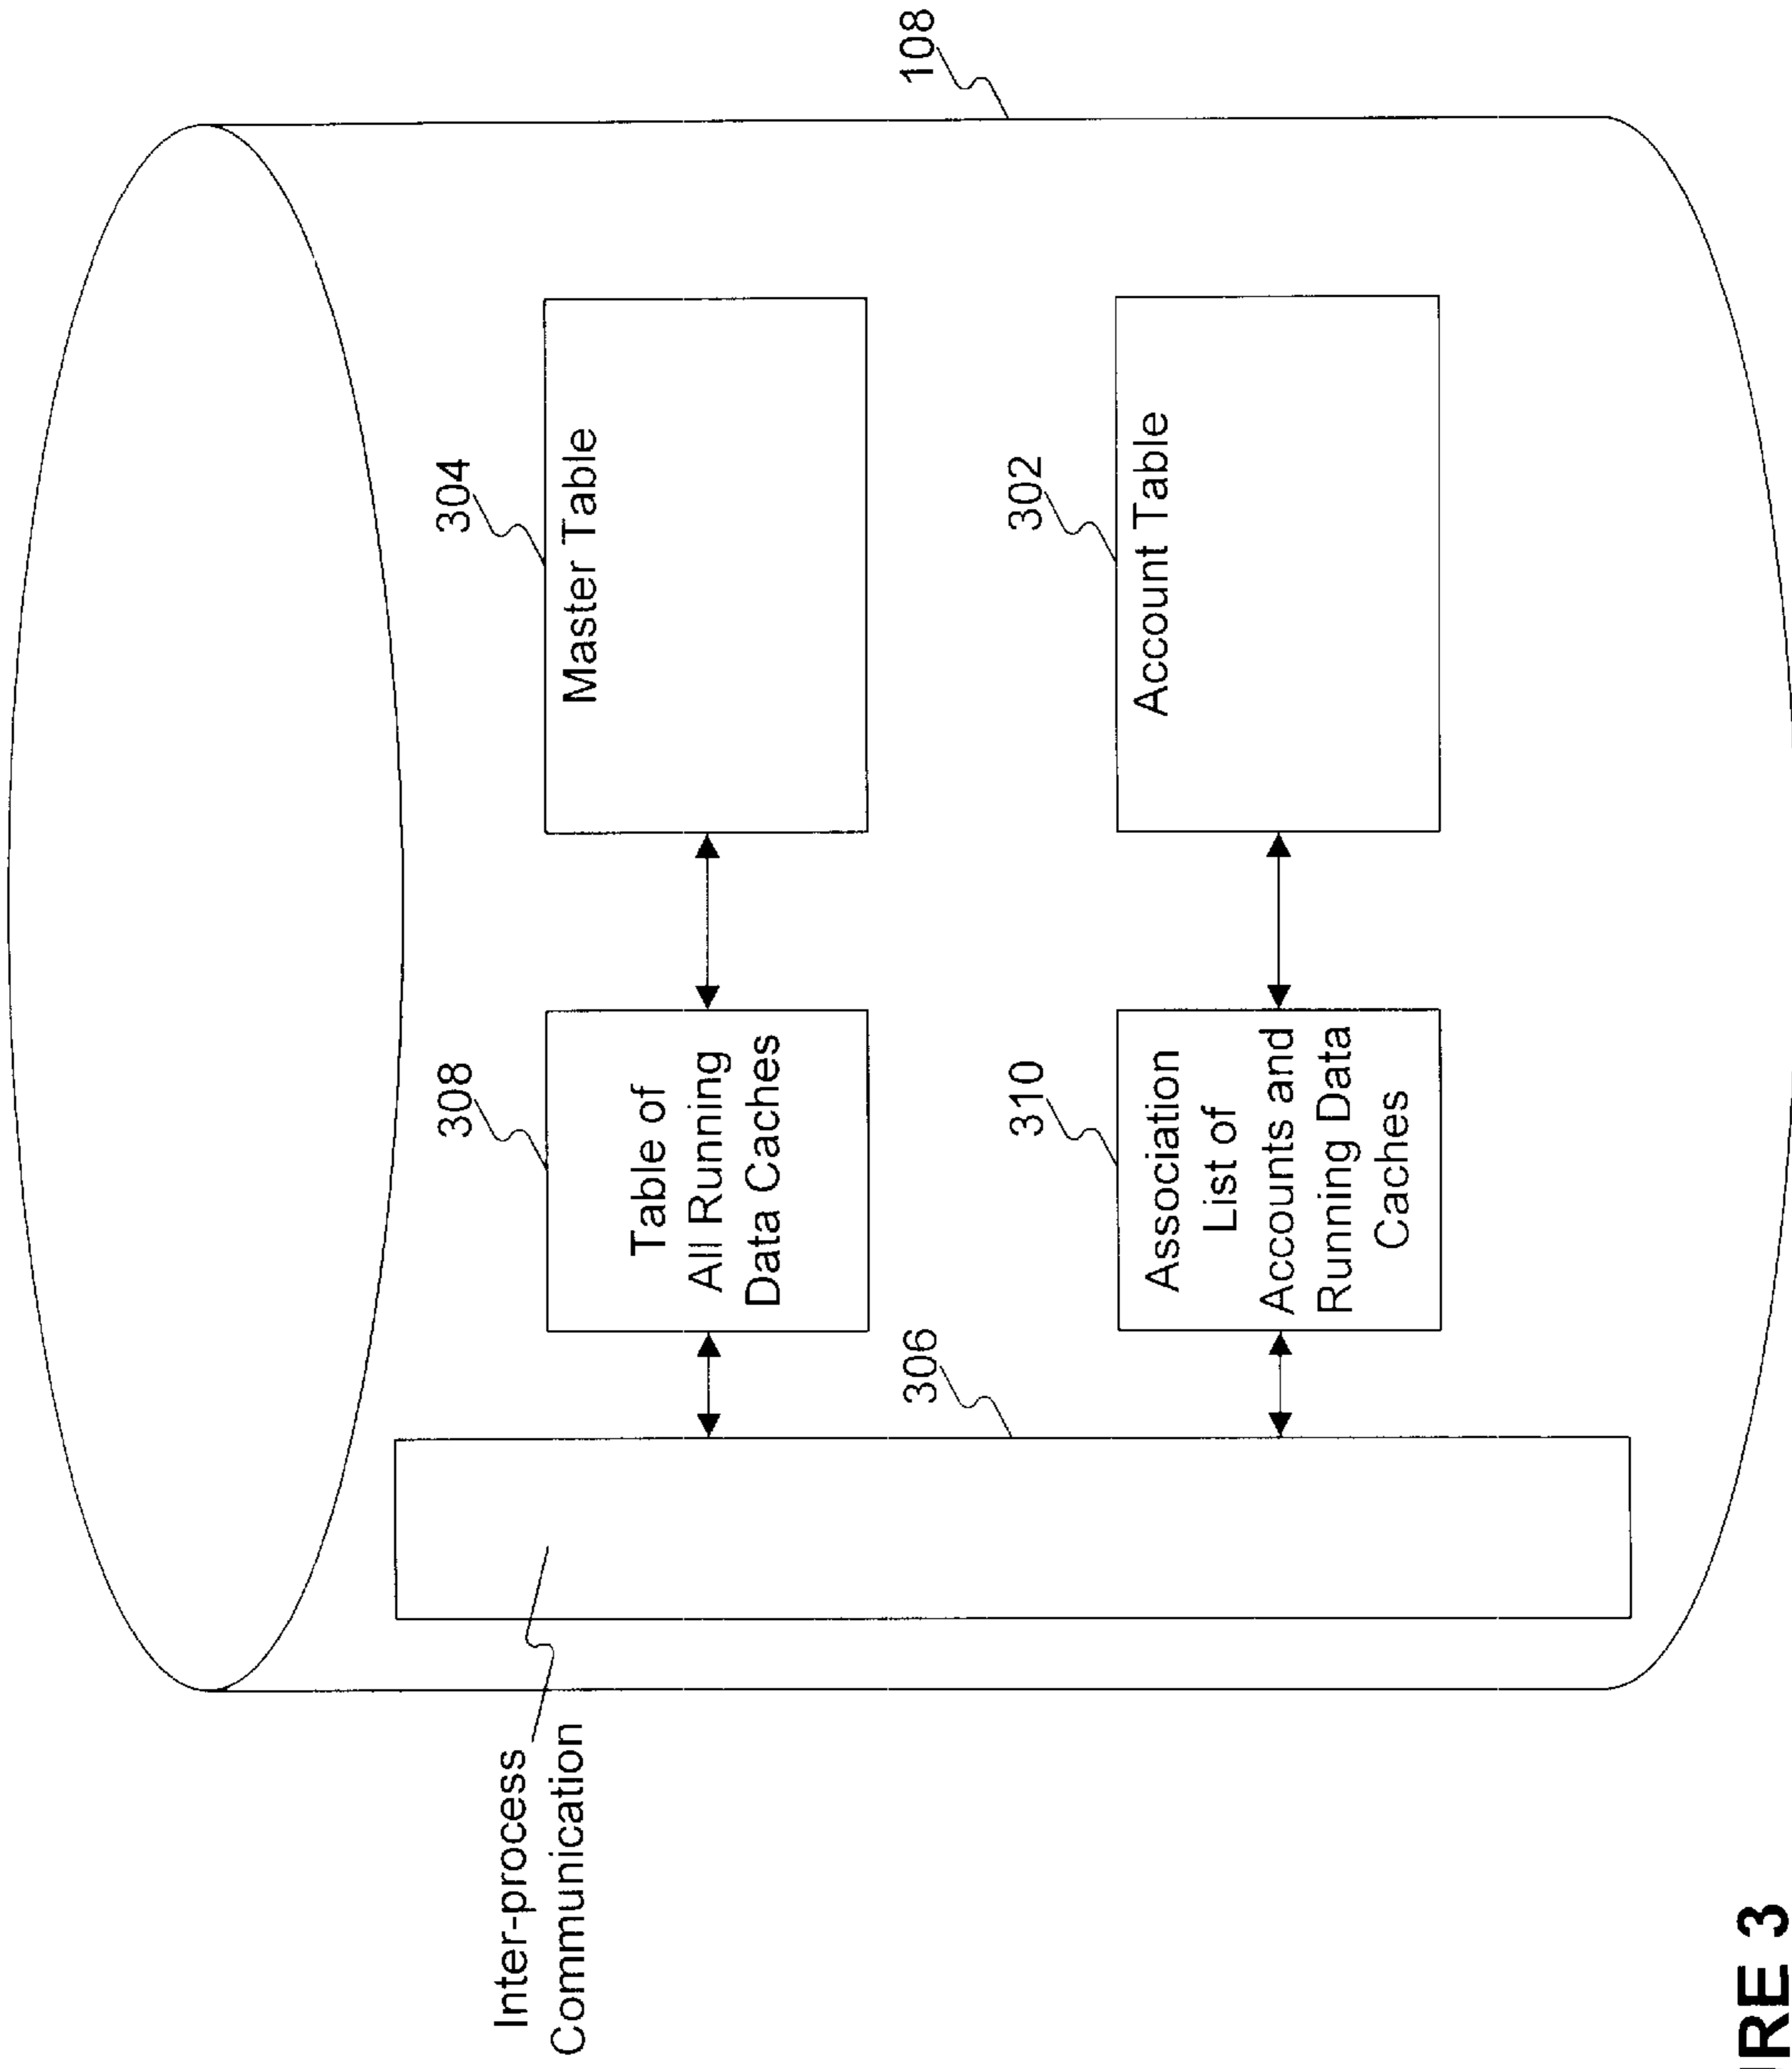 108
304
Master Table
302
Account Table
308
Table of
All Running
Data Caches
310
Association
List of
Accounts and
Running Data
Caches
306
Inter-process
Communication
RE 3